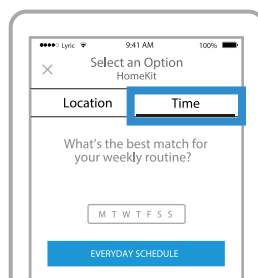 Lyric 9:41 AM 100%
Select an Option
HomeKit
Location Time
What's the best match for
your weekly routine?
M T W T F S S
EVERYDAY SCHEDULE